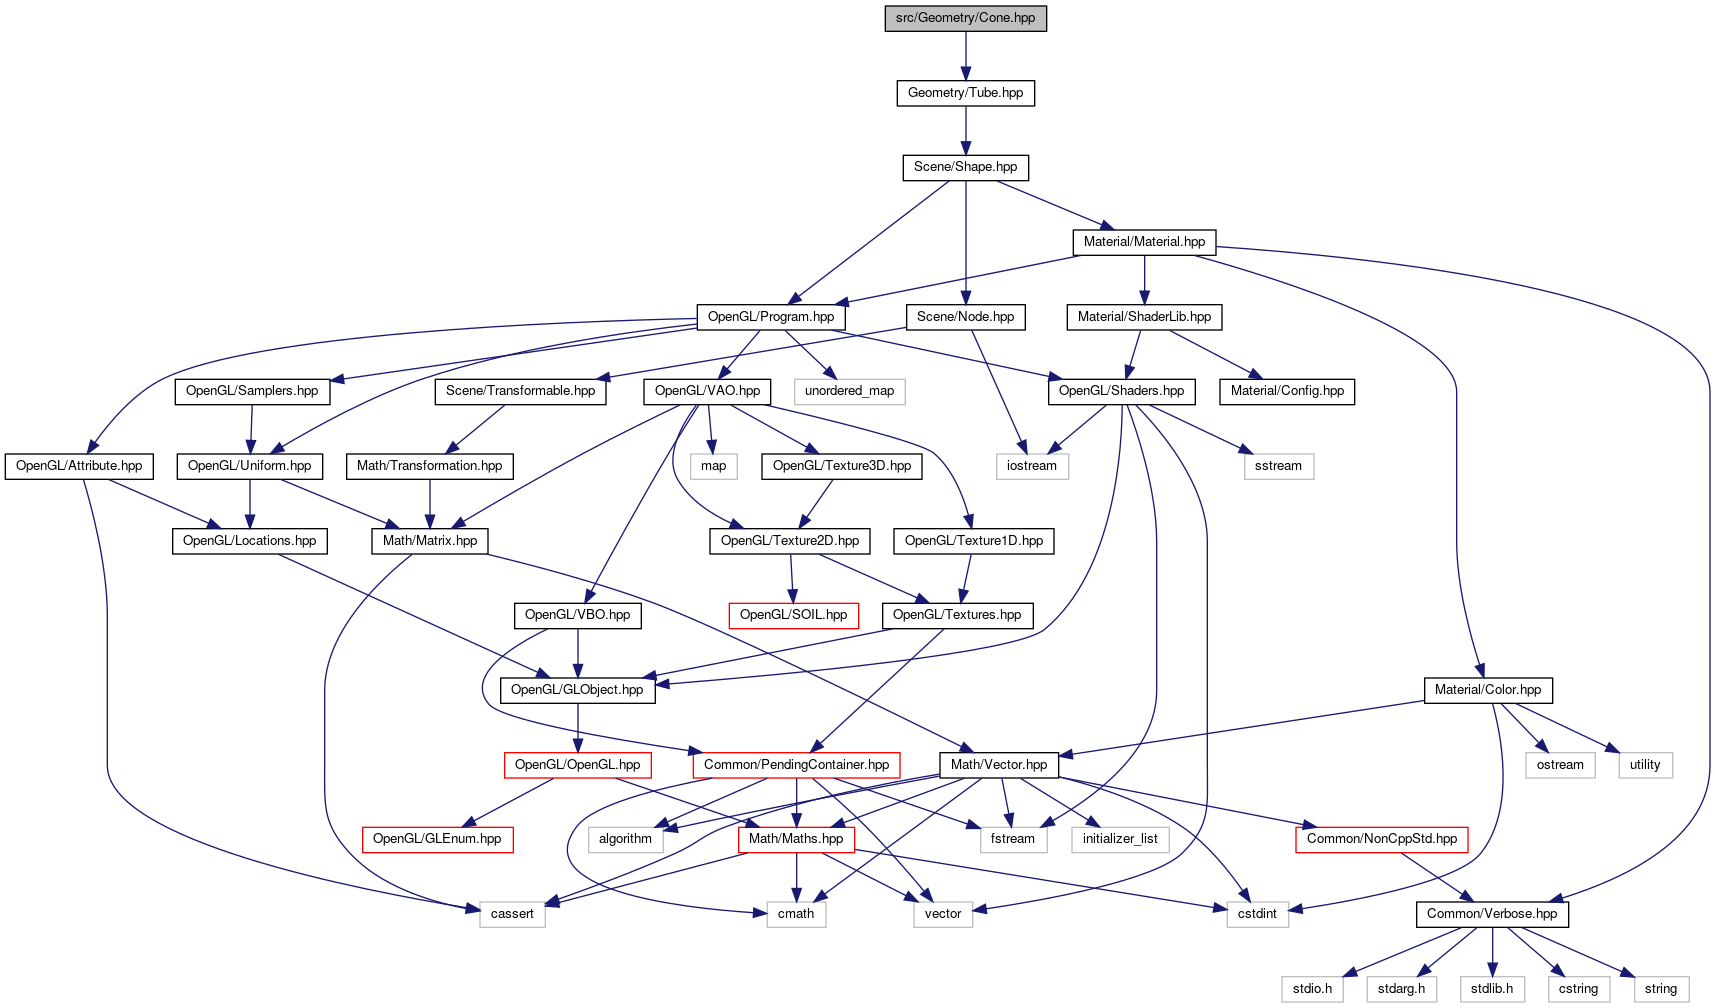 src/Geometry/Cone.hpp
Geometry/Tube.hpp
Scene/Shape.hpp
Material/Material.hpp
OpenGL/Program.hpp
Scene/Node.hpp
Material/ShaderLib.hpp
OpenGL/Samplers.hpp
Scene/Transformable.hpp
OpenGL/VAO.hpp
unordered_map
OpenGL/Shaders.hpp
Material/Config.hpp
OpenGL/Attribute.hpp
OpenGL/Uniform.hpp
Math/Transformation.hpp
map
OpenGL/Texture3D.hpp
iostream
sstream
OpenGL/Locations.hpp
Math/Matrix.hpp
OpenGL/Texture2D.hpp
OpenGL/Texture1D.hpp
OpenGL/VBO.hpp
OpenGL/SOIL.hpp
OpenGL/Textures.hpp
OpenGL/GLObject.hpp
Material/Color.hpp
OpenGL/OpenGL.hpp
Common/PendingContainer.hpp
Math/Vector.hpp
ostream
utility
OpenGL/GLEnum.hpp
algorithm
Math/Maths.hpp
fstream
initializer_list
Common/NonCppStd.hpp
cassert
cmath
vector
cstdint
Common/Verbose.hpp
stdio.h
stdarg.h
stdlib.h
cstring
string